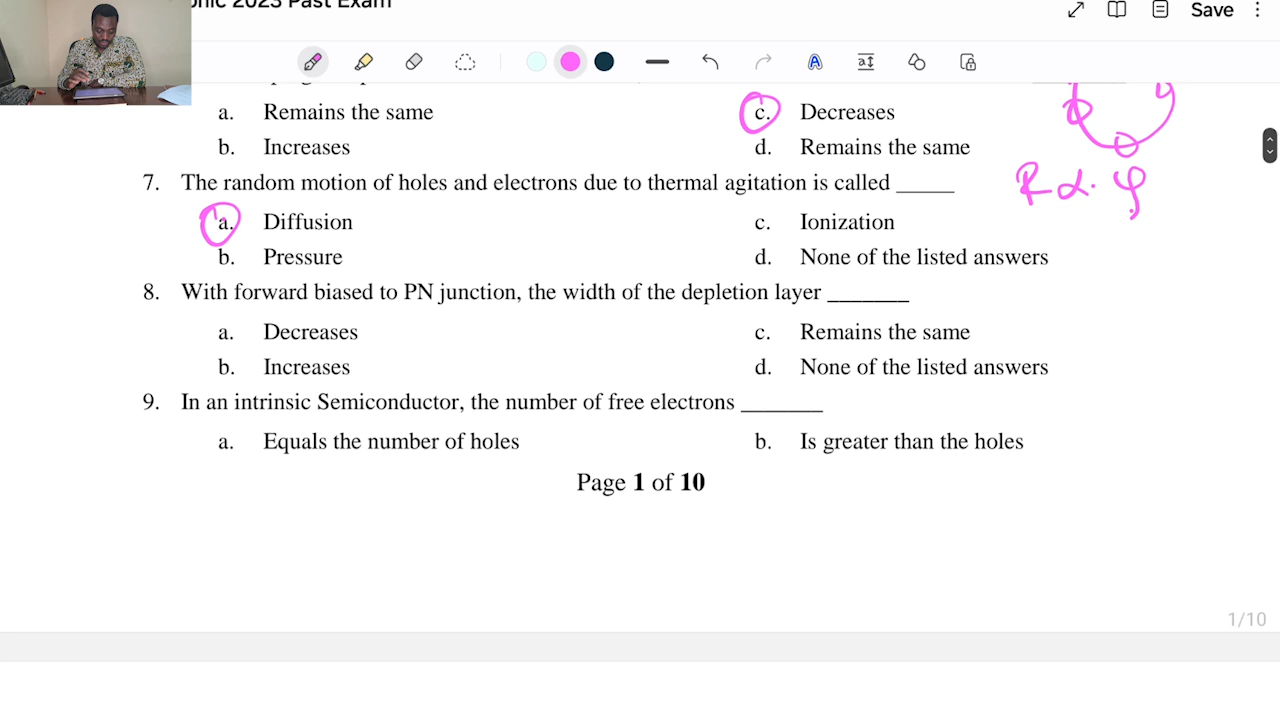 onic 2023 Past Exam
Save
a. Remains the same c. Decreases
b. Increases d. Remains the same
7. The random motion of holes and electrons due to thermal agitation is called _____
a. Diffusion c. Ionization
b. Pressure d. None of the listed answers
8. With forward biased to PN junction, the width of the depletion layer _______
a. Decreases c. Remains the same
b. Increases d. None of the listed answers
9. In an intrinsic Semiconductor, the number of free electrons _______
a. Equals the number of holes b. Is greater than the holes
Page 1 of 10
1/10